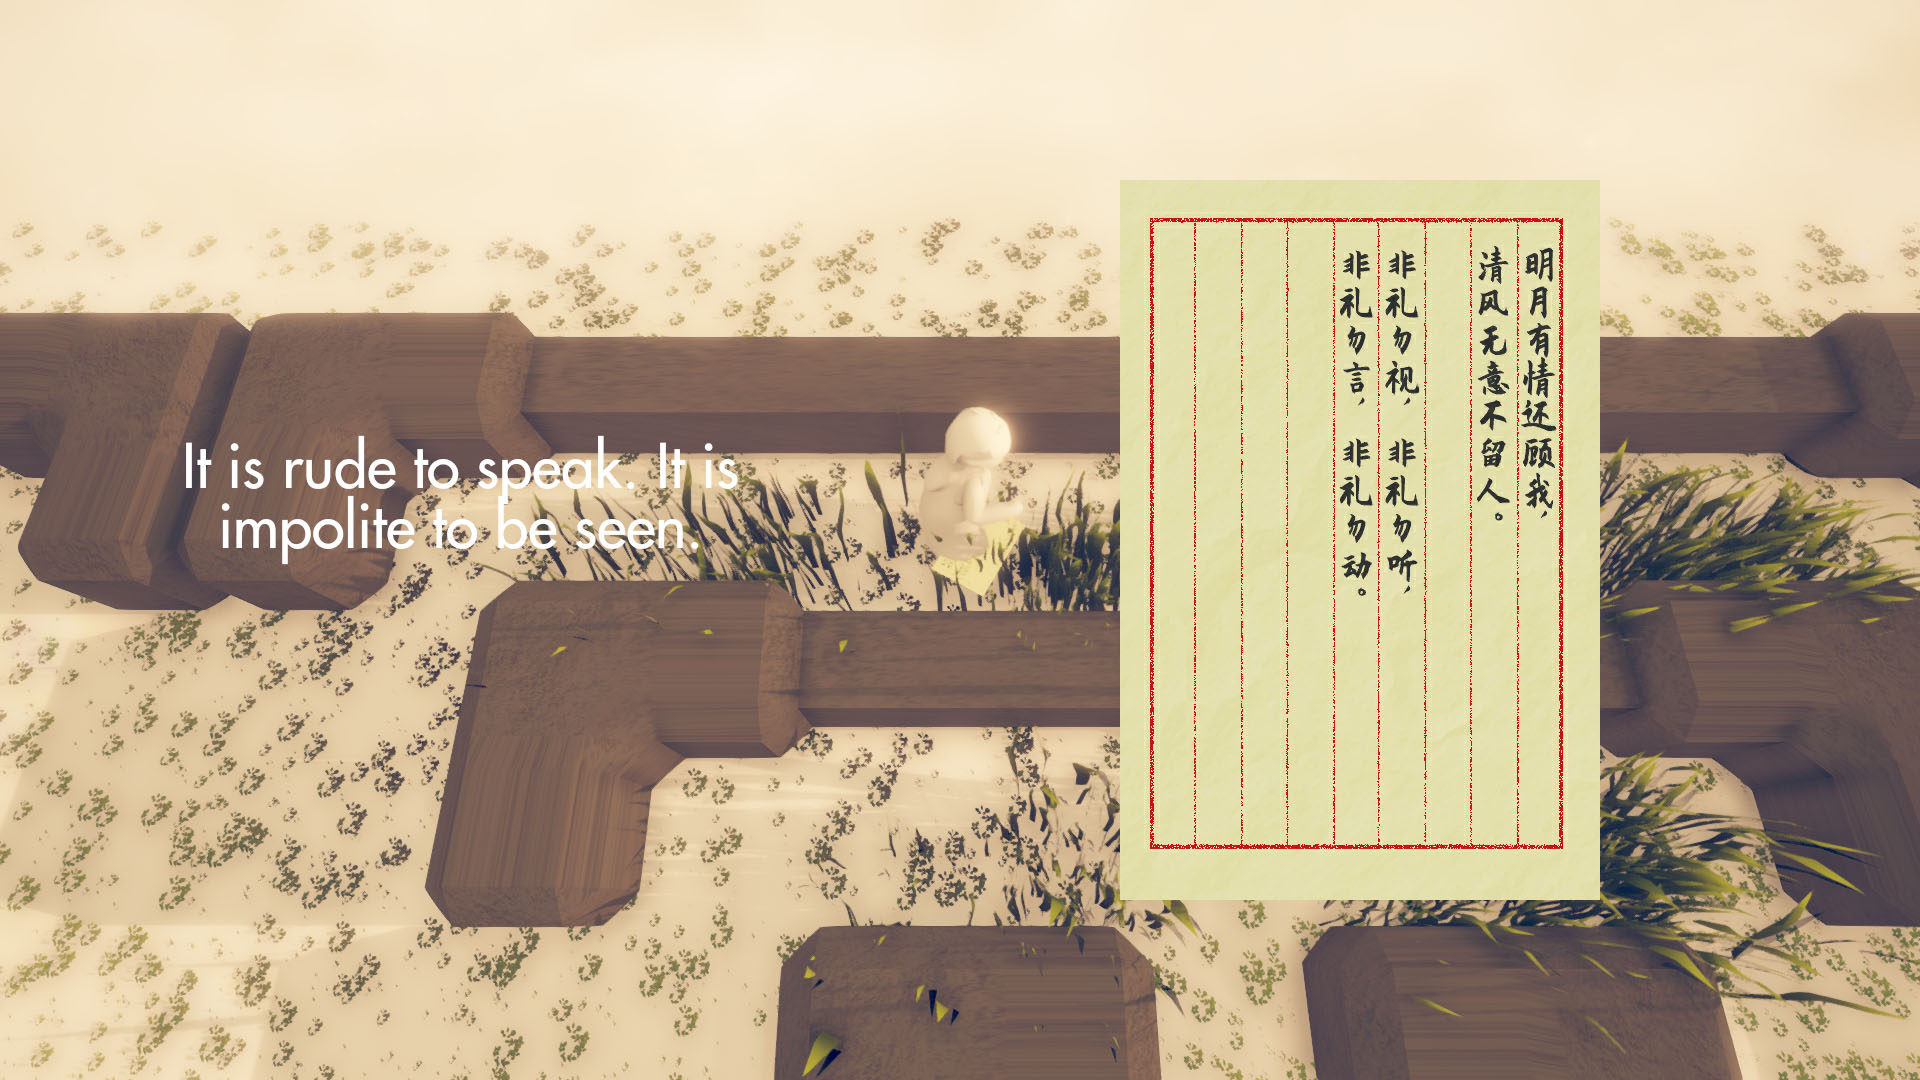 It is rude to speak. It is
impolite to be seen.
明月有情还顾我，
清风无意不留人。
非礼勿视，非礼勿听，
非礼勿言，非礼勿动。